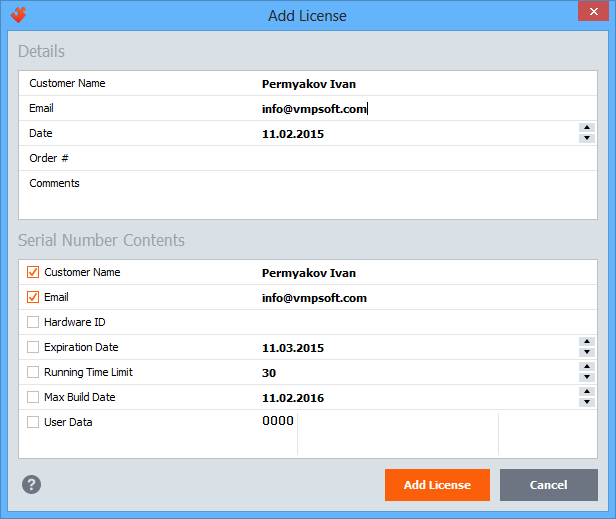 Add License
Details
Customer Name Permyakov Ivan
Email info@vmpsoft.com
Date 11.02.2015
Order #
Comments
Serial Number Contents
Customer Name Permyakov Ivan
Email info@vmpsoft.com
Hardware ID
Expiration Date 11.03.2015
Running Time Limit 30
Max Build Date 11.02.2016
User Data 0000
? Add License Cancel